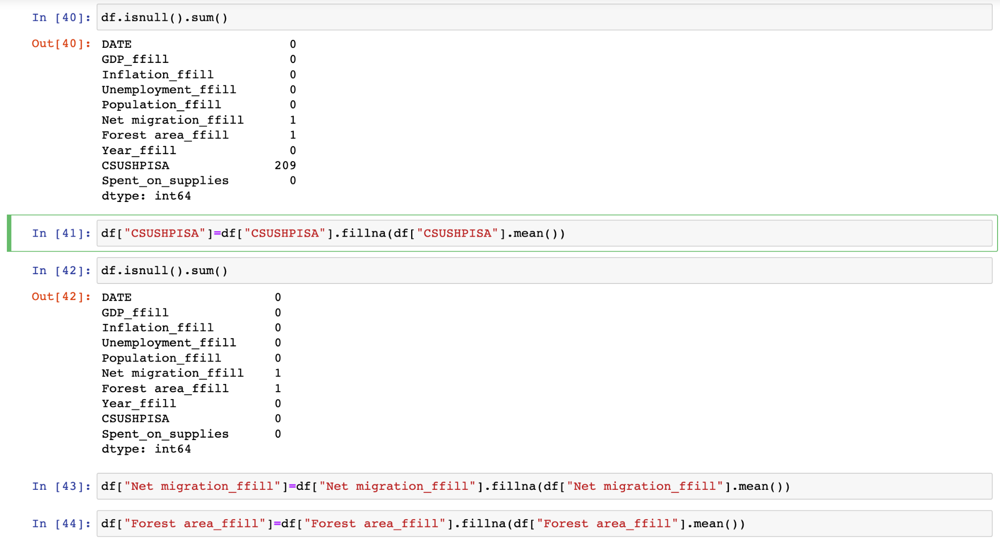 In [40]: df.isnull().sum()
Out[40]: DATE 0
GDP_ffill 0
Inflation_ffill 0
Unemployment_ffill 0
Population_ffill 0
Net migration_ffill 1
Forest area_ffill 1
Year_ffill 0
CSUSHPISA 209
Spent_on_supplies 0
dtype: int64
In [41]: df["CSUSHPISA"]=df["CSUSHPISA"].fillna(df["CSUSHPISA"].mean())
In [42]: df.isnull().sum()
Out[42]: DATE 0
GDP_ffill 0
Inflation_ffill 0
Unemployment_ffill 0
Population_ffill 0
Net migration_ffill 1
Forest area_ffill 1
Year_ffill 0
CSUSHPISA 0
Spent_on_supplies 0
dtype: int64
In [43]: df["Net migration_ffill"]=df["Net migration_ffill"].fillna(df["Net migration_ffill"].mean())
In [44]: df["Forest area_ffill"]=df["Forest area_ffill"].fillna(df["Forest area_ffill"].mean())